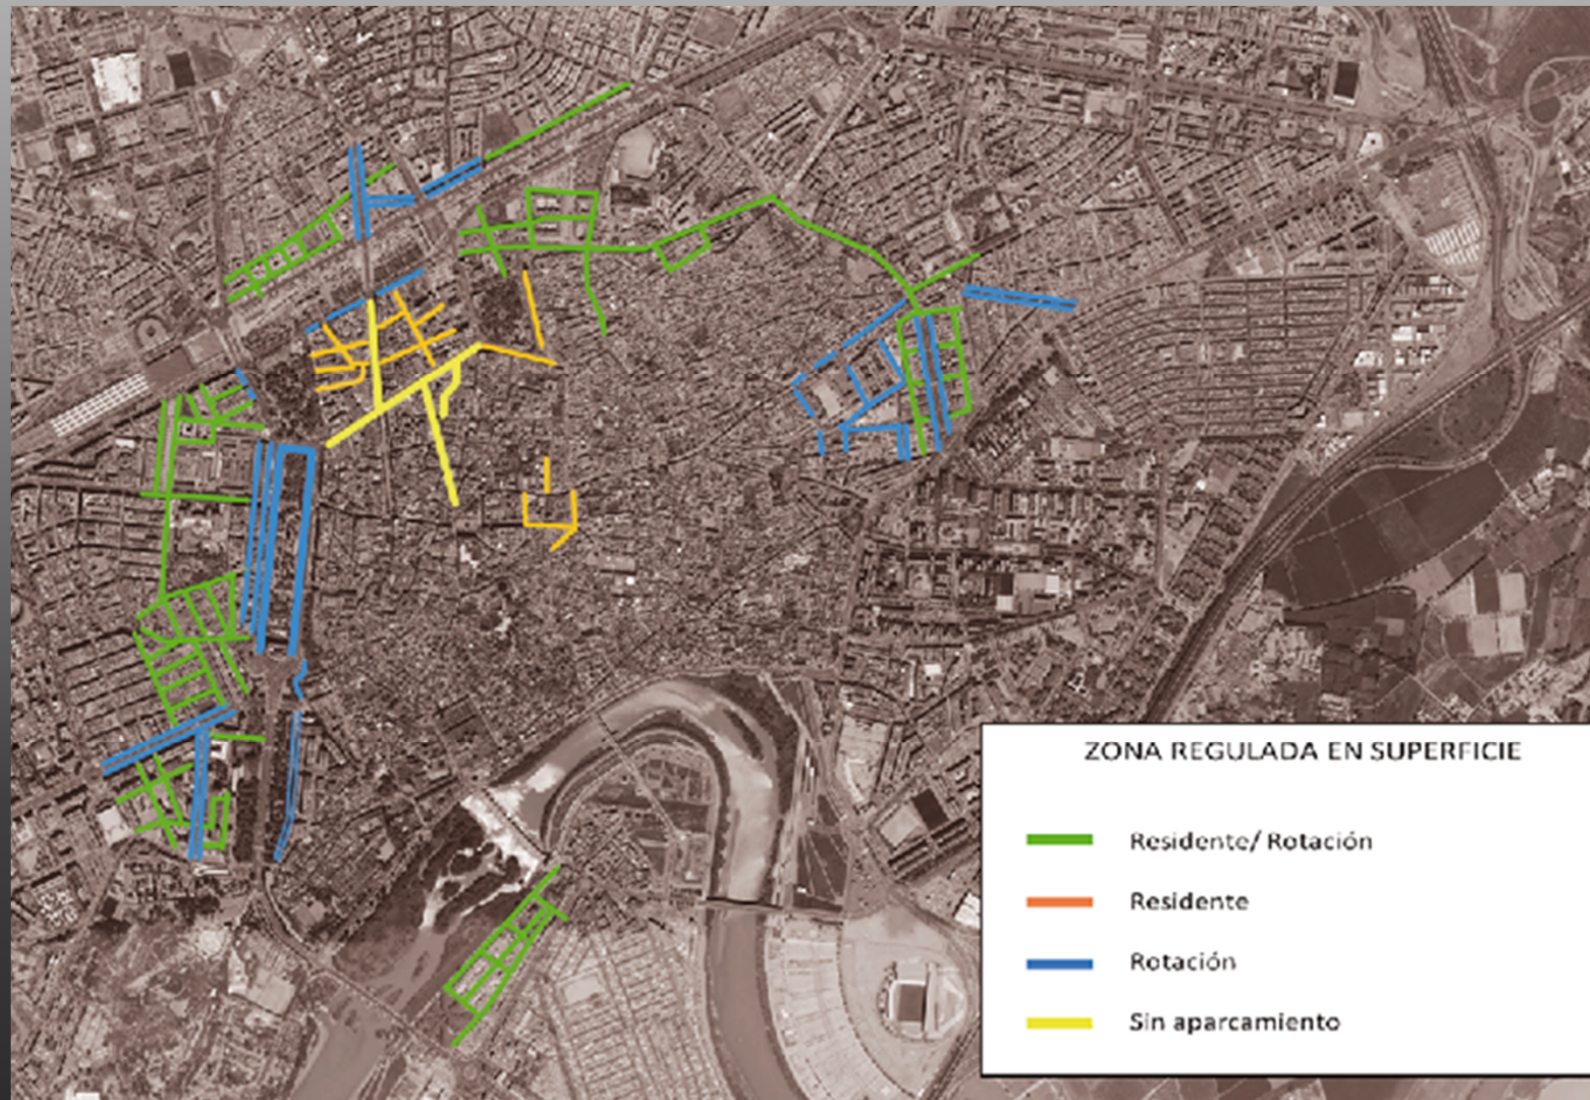 ZONA REGULADA EN SUPERFICIE
Residente/ Rotación
Residente
Rotación
Sin aparcamiento